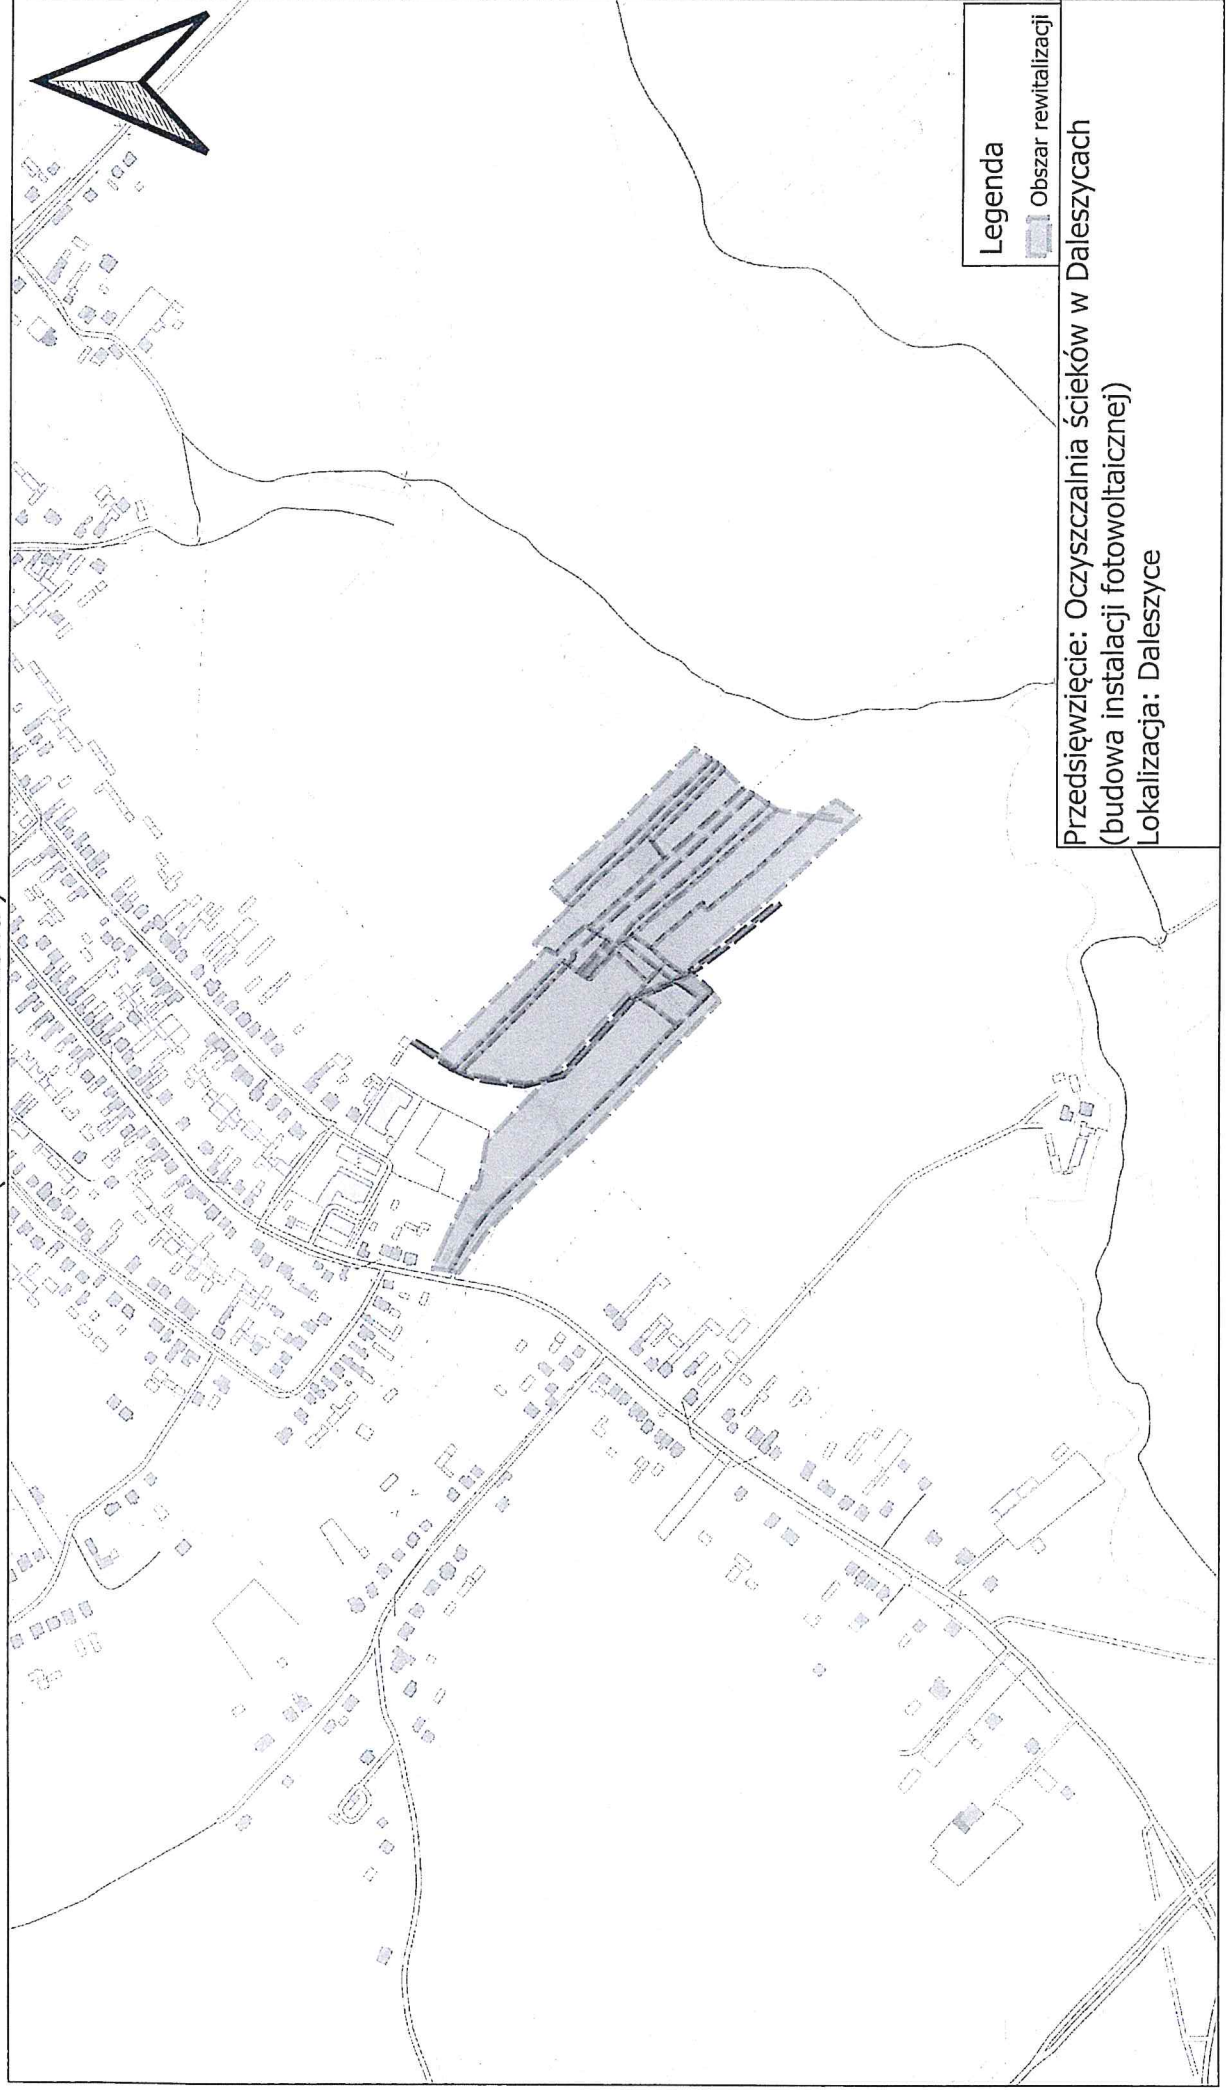 Legenda
Obszar rewitalizacji
Przedsięwzięcie: Oczyszczalnia ścieków w Daleszycach
(budowa instalacji fotowoltaicznej)
Lokalizacja: Daleszyce